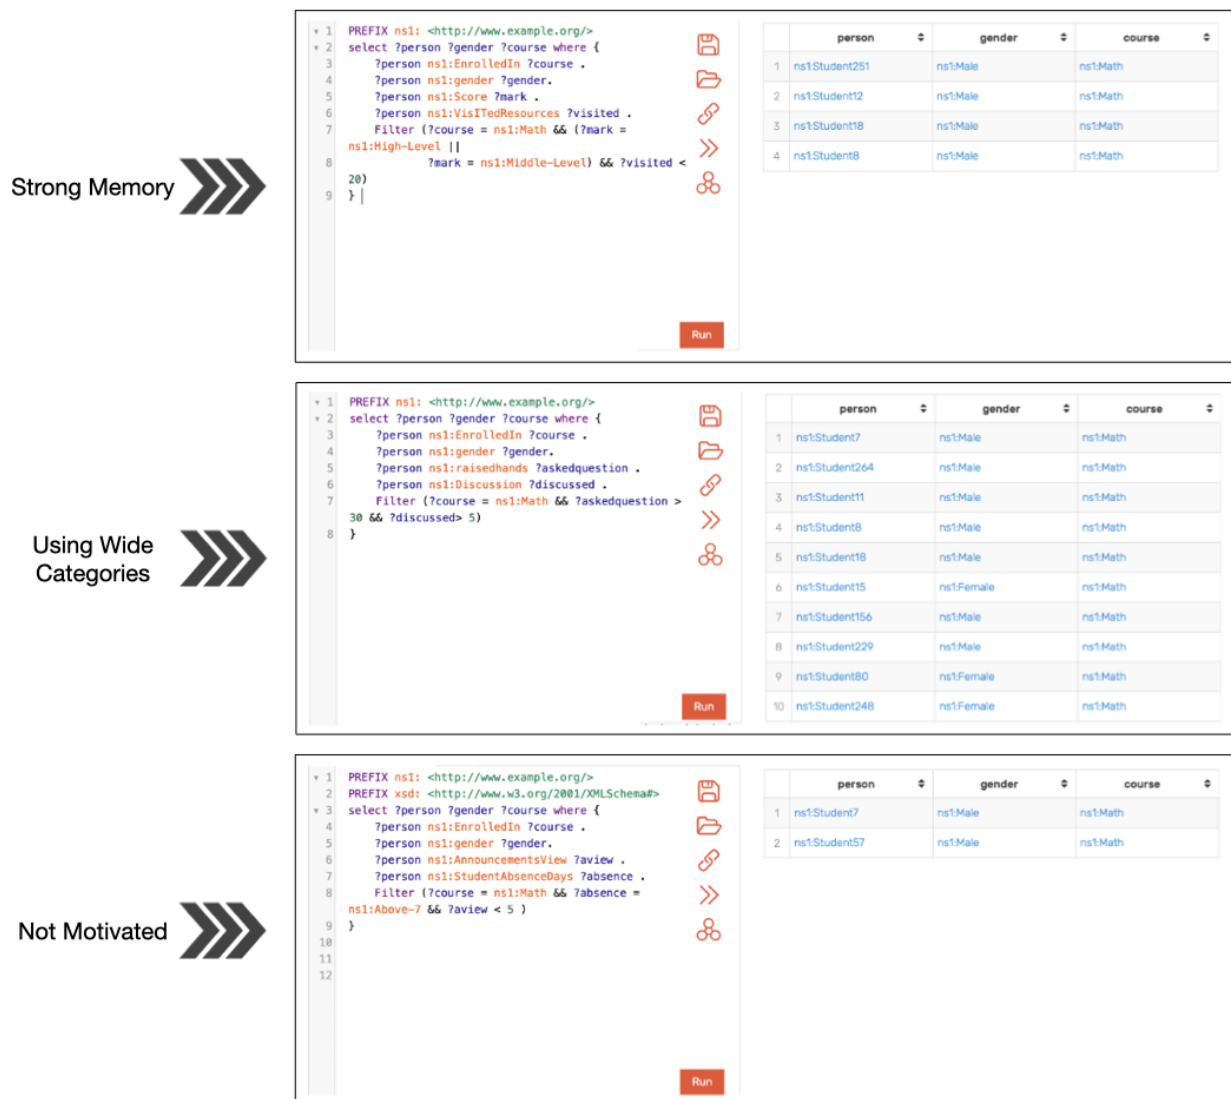 Strong Memory
1 PREFIX ns1: <http://www.example.org/>
2 select ?person ?gender ?course where {
3 ?person ns1:EnrolledIn ?course .
4 ?person ns1:gender ?gender.
5 ?person ns1:Score ?mark .
6 ?person ns1:VisITedResources ?visited .
7 Filter (?course = ns1:Math && (?mark =
ns1:High-Level ||
8 ?mark = ns1:Middle-Level) && ?visited <
20)
9 }
Run
person gender course
1 ns1:Student251 ns1:Male ns1:Math
2 ns1:Student12 ns1:Male ns1:Math
3 ns1:Student18 ns1:Male ns1:Math
4 ns1:Student8 ns1:Male ns1:Math
Using Wide
Categories
1 PREFIX ns1: <http://www.example.org/>
2 select ?person ?gender ?course where {
3 ?person ns1:EnrolledIn ?course .
4 ?person ns1:gender ?gender.
5 ?person ns1:raisedhands ?askedquestion .
6 ?person ns1:Discussion ?discussed .
7 Filter (?course = ns1:Math && ?askedquestion >
30 && ?discussed> 5)
8 }
Run
person gender course
1 ns1:Student7 ns1:Male ns1:Math
2 ns1:Student264 ns1:Male ns1:Math
3 ns1:Student11 ns1:Male ns1:Math
4 ns1:Student8 ns1:Male ns1:Math
5 ns1:Student18 ns1:Male ns1:Math
6 ns1:Student15 ns1:Female ns1:Math
7 ns1:Student156 ns1:Male ns1:Math
8 ns1:Student229 ns1:Male ns1:Math
9 ns1:Student80 ns1:Female ns1:Math
10 ns1:Student248 ns1:Female ns1:Math
Not Motivated
1 PREFIX ns1: <http://www.example.org/>
2 PREFIX xsd: <http://www.w3.org/2001/XMLSchema#>
3 select ?person ?gender ?course where {
4 ?person ns1:EnrolledIn ?course .
5 ?person ns1:gender ?gender.
6 ?person ns1:AnnouncementsView ?aview .
7 ?person ns1:StudentAbsenceDays ?absence .
8 Filter (?course = ns1:Math && ?absence =
ns1:Above-7 && ?aview < 5 )
9 }
10
11
12
Run
person gender course
1 ns1:Student7 ns1:Male ns1:Math
2 ns1:Student57 ns1:Male ns1:Math